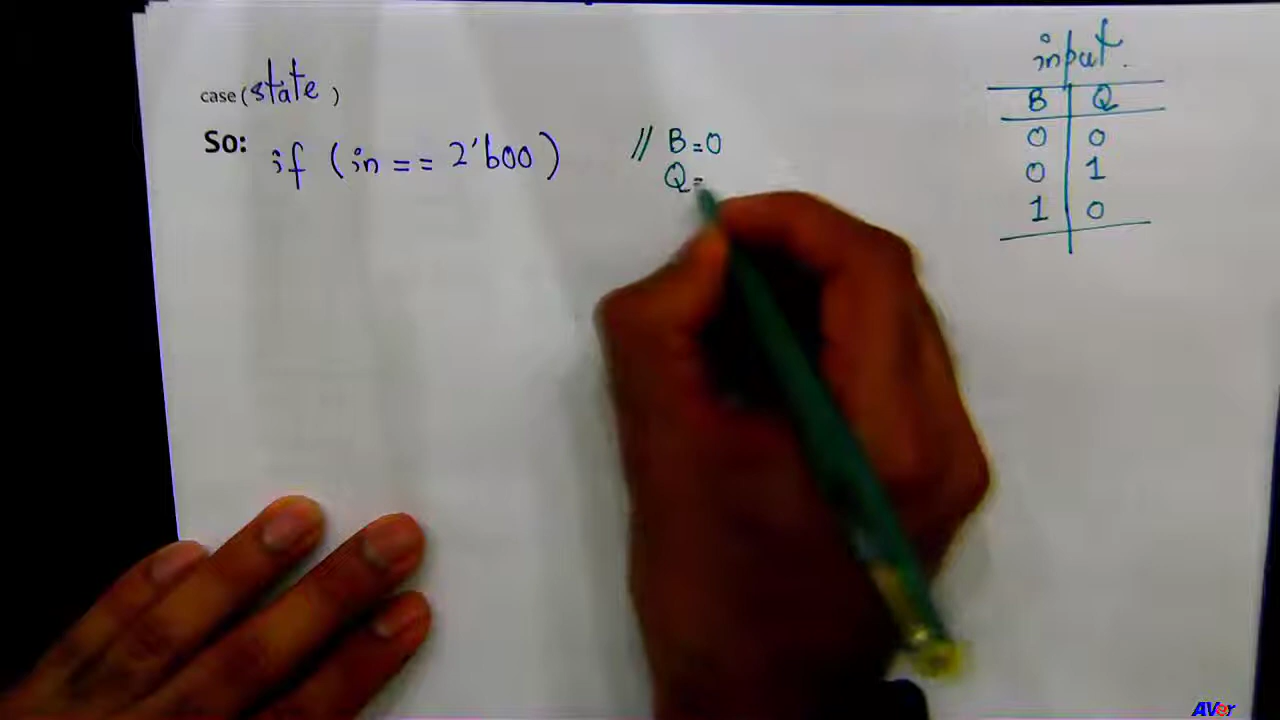 case (state)
So: if (in == 2'b00) // B = 0
Q =
input.
B Q
0 0
0 1
1 0
AVer